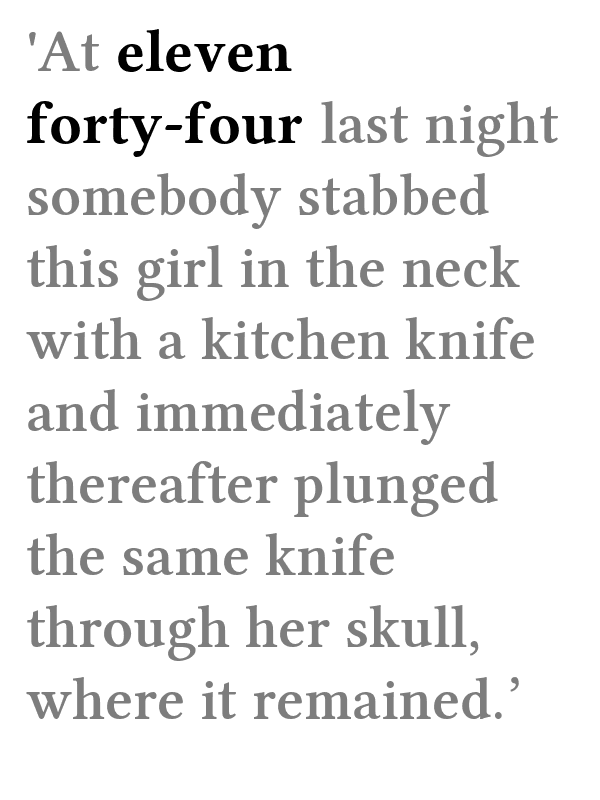 'At eleven
forty-four last night
somebody stabbed
this girl in the neck
with a kitchen knife
and immediately
thereafter plunged
the same knife
through her skull,
where it remained.’